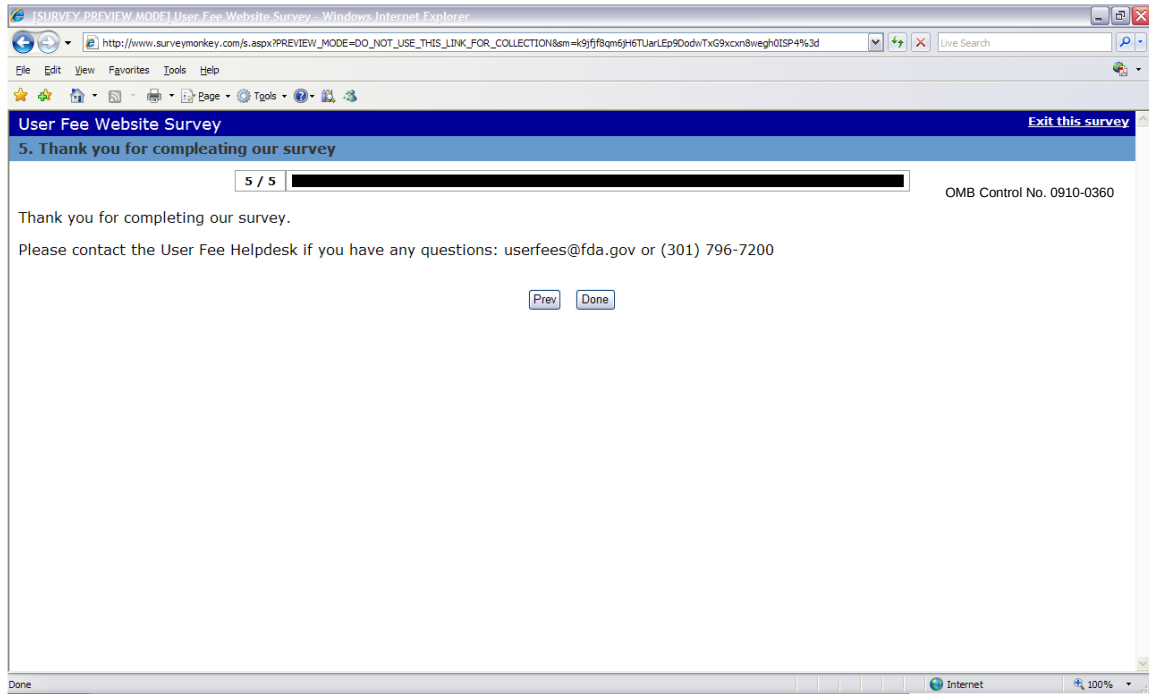 [SURVEY PREVIEW MODE] User Fee Website Survey - Windows Internet Explorer
http://www.surveymonkey.com/s.aspx?PREVIEW_MODE=DO_NOT_USE_THIS_LINK_FOR_COLLECTION&sm=k9jfjf8qm6jH6TUarLEp9DodwTxG9xcxn8wegh0ISP4%3d
Live Search
File Edit View Favorites Tools Help
Page Tools
User Fee Website Survey Exit this survey
5. Thank you for compleating our survey
5 / 5
OMB Control No. 0910-0360
Thank you for completing our survey.
Please contact the User Fee Helpdesk if you have any questions: userfees@fda.gov or (301) 796-7200
Prev Done
Done Internet 100%